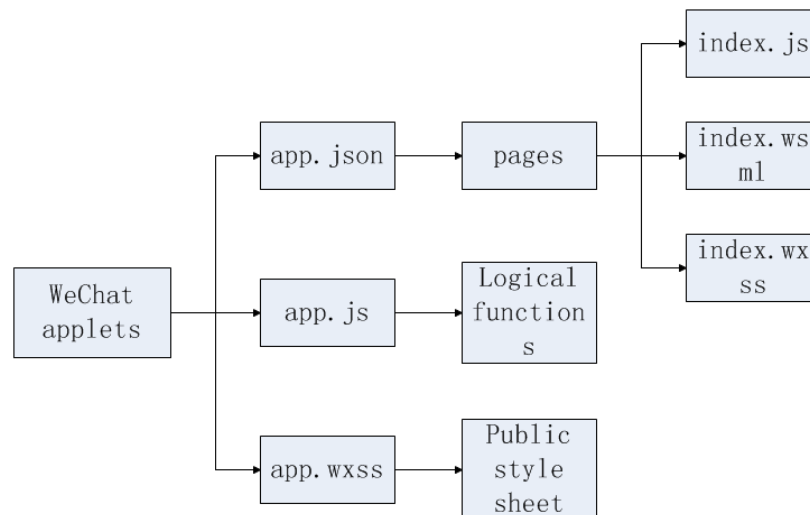 index.js
app.json
pages
index.ws
ml
index.wx
ss
WeChat
applets
app.js
Logical
function
s
app.wxss
Public
style
sheet